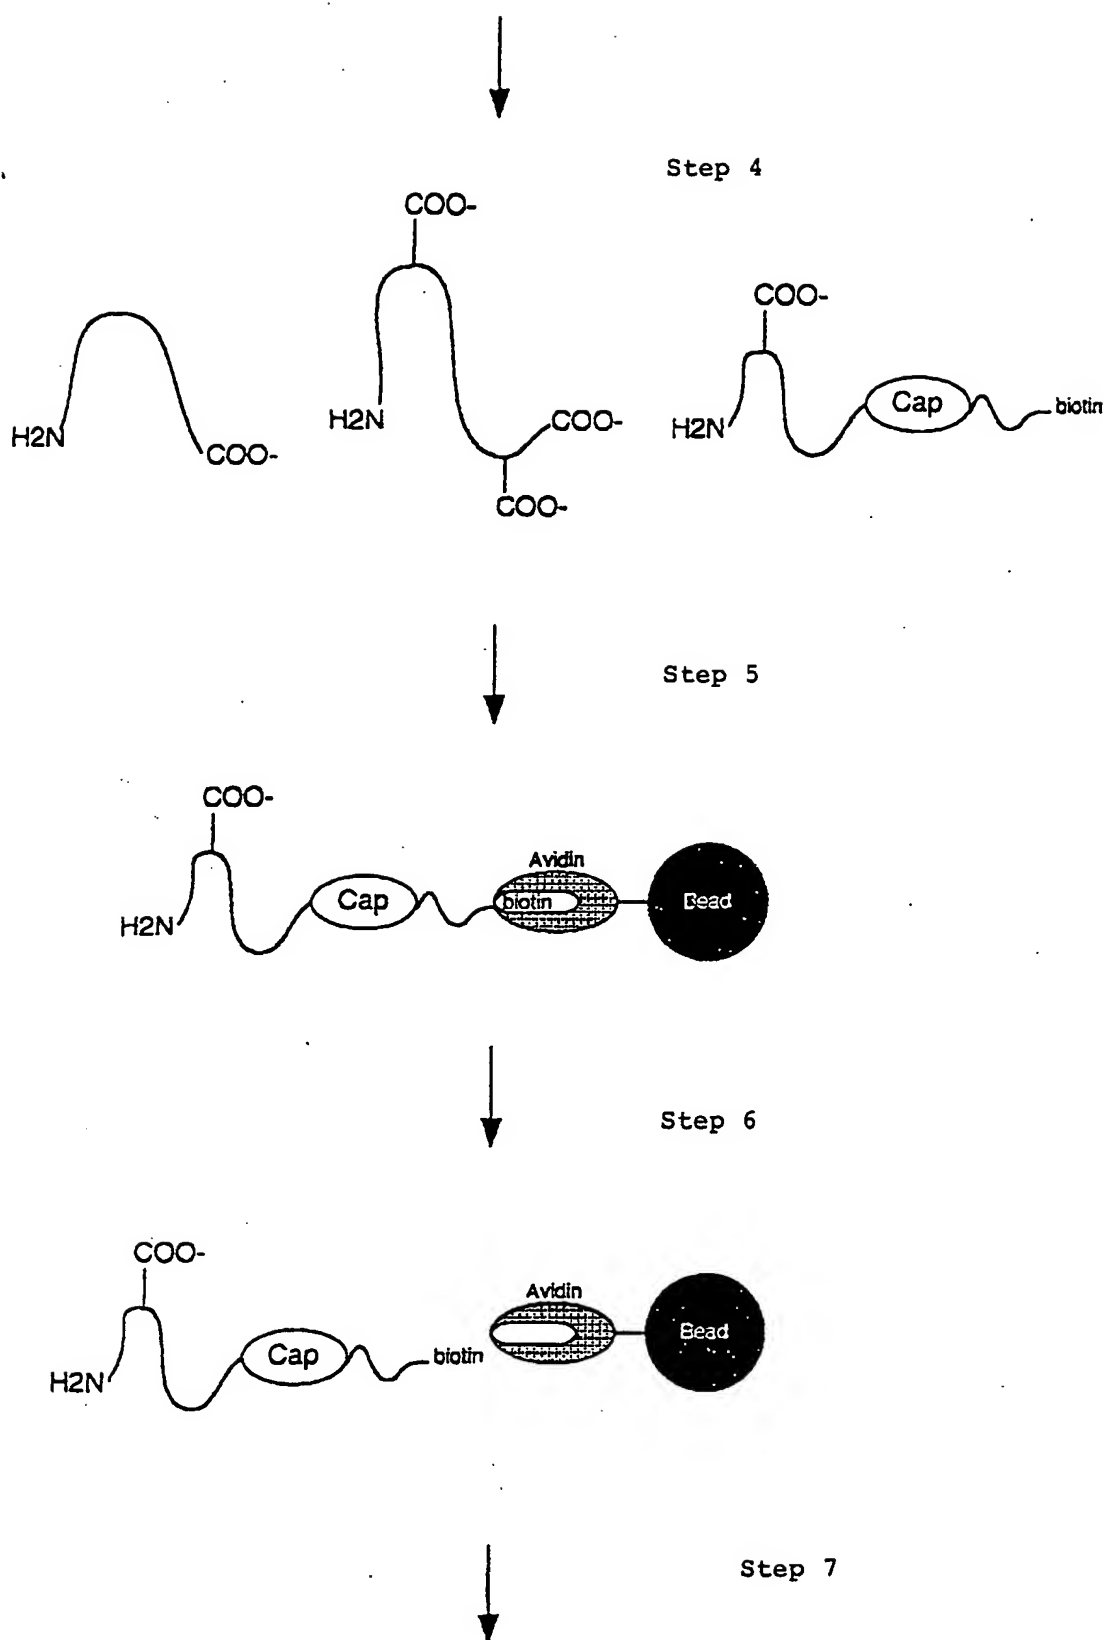 Step 4
COO-
COO-
H2N
COO-
H2N
COO-
COO-
H2N
Cap
biotin
Step 5
COO-
H2N
Cap
biotin
Avidin
Bead
Step 6
COO-
H2N
Cap
biotin
Avidin
Bead
Step 7